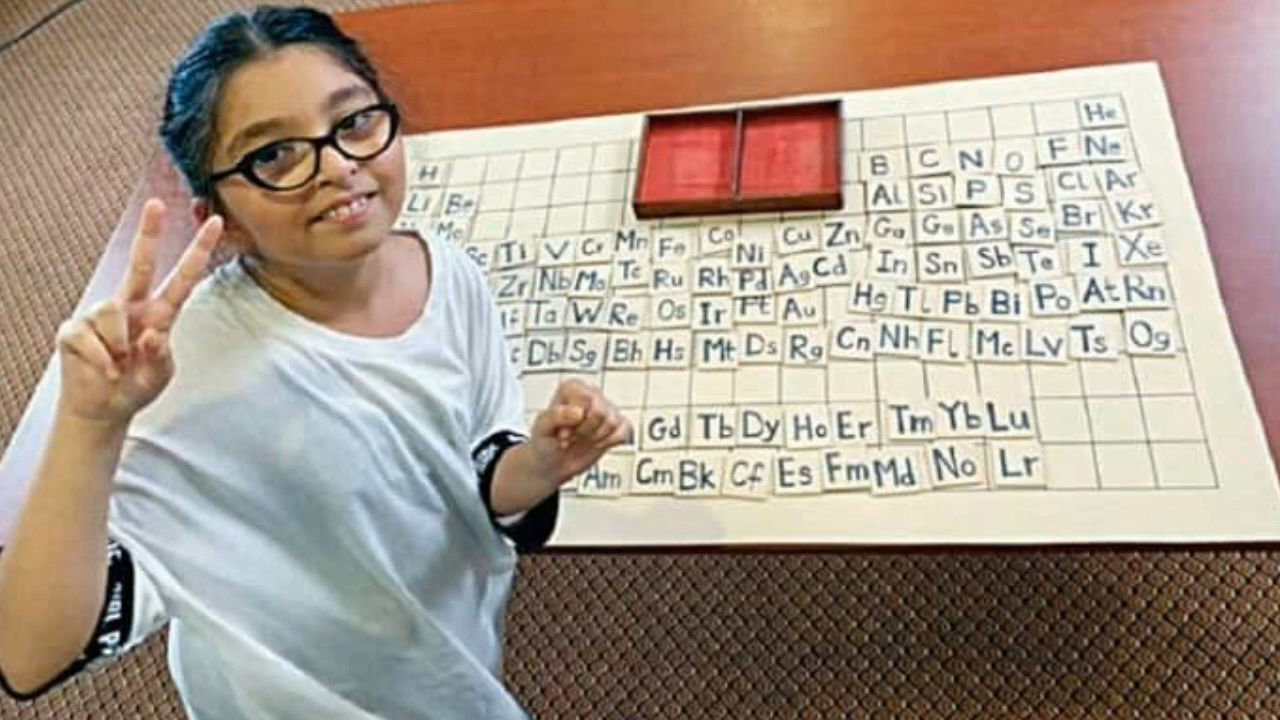 He
H B C N O F Ne
Li Be Al Si P S Cl Ar
Sc Ti V Cr Mn Fe Co Ni Cu Zn Ga Ge As Se Br Kr
Zr Nb Mo Tc Ru Rh Pd Ag Cd In Sn Sb Te I Xe
Ta W Re Os Ir Pt Au Hg Tl Pb Bi Po At Rn
Db Sg Bh Hs Mt Ds Rg Cn Nh Fl Mc Lv Ts Og
Gd Tb Dy Ho Er Tm Yb Lu
Am Cm Bk Cf Es Fm Md No Lr